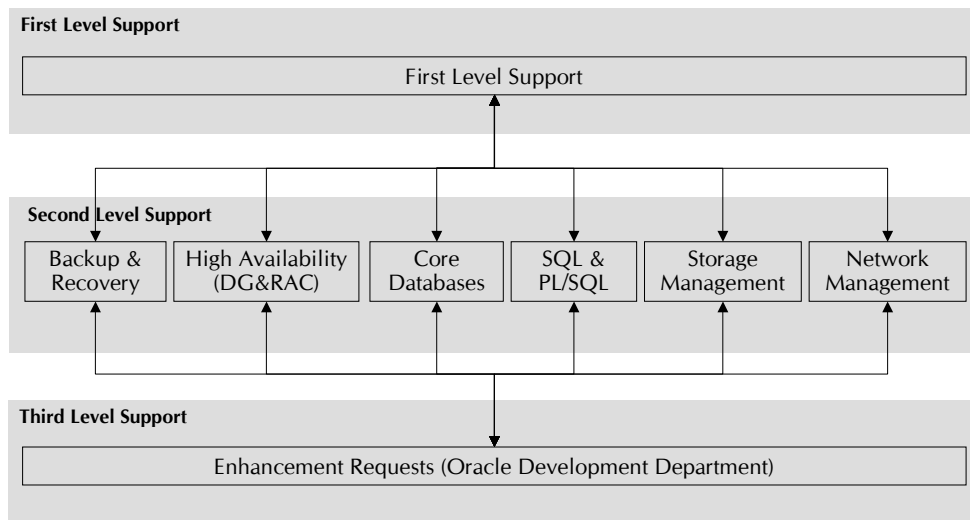 First Level Support
First Level Support
Second Level Support
Backup &
Recovery
High Availability
(DG&RAC)
Core
Databases
SQL &
PL/SQL
Storage
Management
Network
Management
Third Level Support
Enhancement Requests (Oracle Development Department)